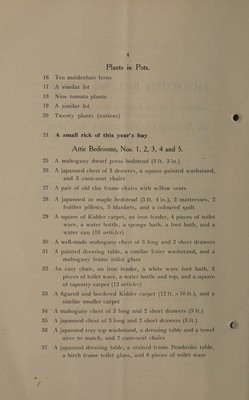 4
Plants in Pots.
16 Ten maidenhair ferns
17 A similar lot
18 Nine tomato plants
19 A similar lot
20 Twenty plants (various)
21 A small rick of this year's hay
Attic Bedrooms, Nos. 1, 2, 3 and 4 and 5.
25 A mahogany dwarf press bedstead (3 ft. 3 in.)
26 A japanned chest of 3 drawers, a square painted washstand,
and 3 cane-seat chairs
27 A pair of old elm frame chairs with willow seats
28 A japanned as maple bedstead (3 ft. 4 in.), 2 mattresses, 2
feather pillows, 3 blankets, and a coloured quilt
29 A square of Kidder carpet, an iron fender, 4 pieces of toilet
ware, a water bottle, a sponge bath, a foot bath, and a
water can (10 articles)
30 A well-made mahogany chest of 3 long and 2 short drawers
31 A painted dressing table, a similar 2-tier washstand, and a
mahogany frame toilet glass
32 An easy chair, an iron fender, a white ware foot bath, 6
pieces of toilet ware, a water bottle and top, and a square
of tapestry carpet (12 articles)
33 A figured and bordered Kidder carpet (12 ft. × 10 ft.), and a
similar smaller carpet
34 A mahogany chest of 3 long and 2 short drawers (3 ft.)
35 A japanned chest of 3 long and 2 short drawers (3 ft.)
36 A japanned tray top washstand, a dressing table and a towel
airer to match, and 2 cane-seat chairs
37 A japanned dressing table, a stained frame Pembroke table,
a birch frame toilet glass, and 6 pieces of toilet ware